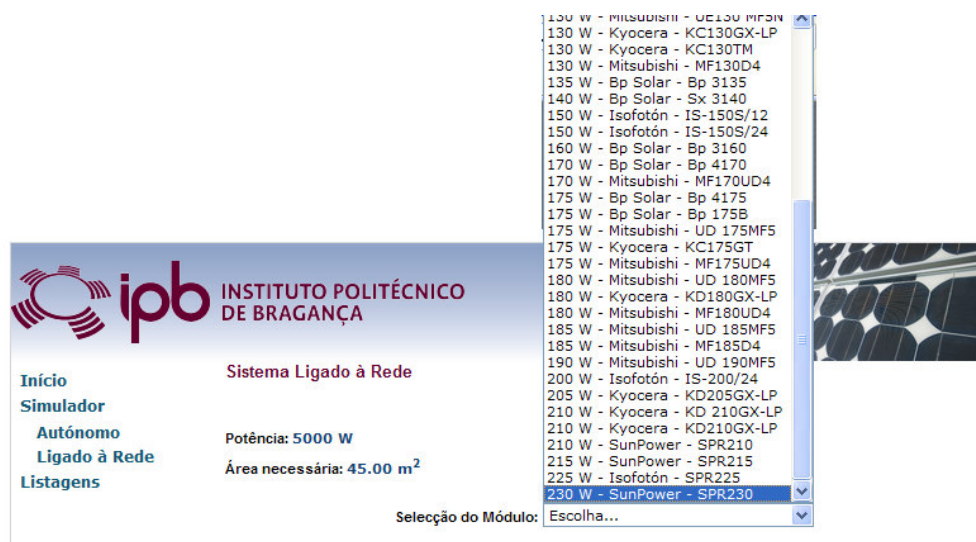 130 W - Mitsubishi - UE130 MF5N
130 W - Kyocera - KC130GX-LP
130 W - Kyocera - KC130TM
130 W - Mitsubishi - MF130D4
135 W - Bp Solar - Bp 3135
140 W - Bp Solar - Sx 3140
150 W - Isofotón - IS-150S/12
150 W - Isofotón - IS-150S/24
160 W - Bp Solar - Bp 3160
170 W - Bp Solar - Bp 4170
170 W - Mitsubishi - MF170UD4
175 W - Bp Solar - Bp 4175
175 W - Bp Solar - Bp 175B
175 W - Mitsubishi - UD 175MF5
175 W - Kyocera - KC175GT
175 W - Mitsubishi - MF175UD4
180 W - Mitsubishi - UD 180MF5
180 W - Kyocera - KD180GX-LP
180 W - Mitsubishi - MF180UD4
185 W - Mitsubishi - UD 185MF5
185 W - Mitsubishi - MF185D4
190 W - Mitsubishi - UD 190MF5
200 W - Isofotón - IS-200/24
205 W - Kyocera - KD205GX-LP
210 W - Kyocera - KD 210GX-LP
210 W - Kyocera - KD210GX-LP
210 W - SunPower - SPR210
215 W - SunPower - SPR215
225 W - Isofotón - SPR225
230 W - SunPower - SPR230
ipb INSTITUTO POLITÉCNICO
DE BRAGANÇA
Início
Simulador
Autónomo
Ligado à Rede
Listagens
Sistema Ligado à Rede
Potência: 5000 W
Área necessária: 45.00 m²
Selecção do Módulo: Escolha...